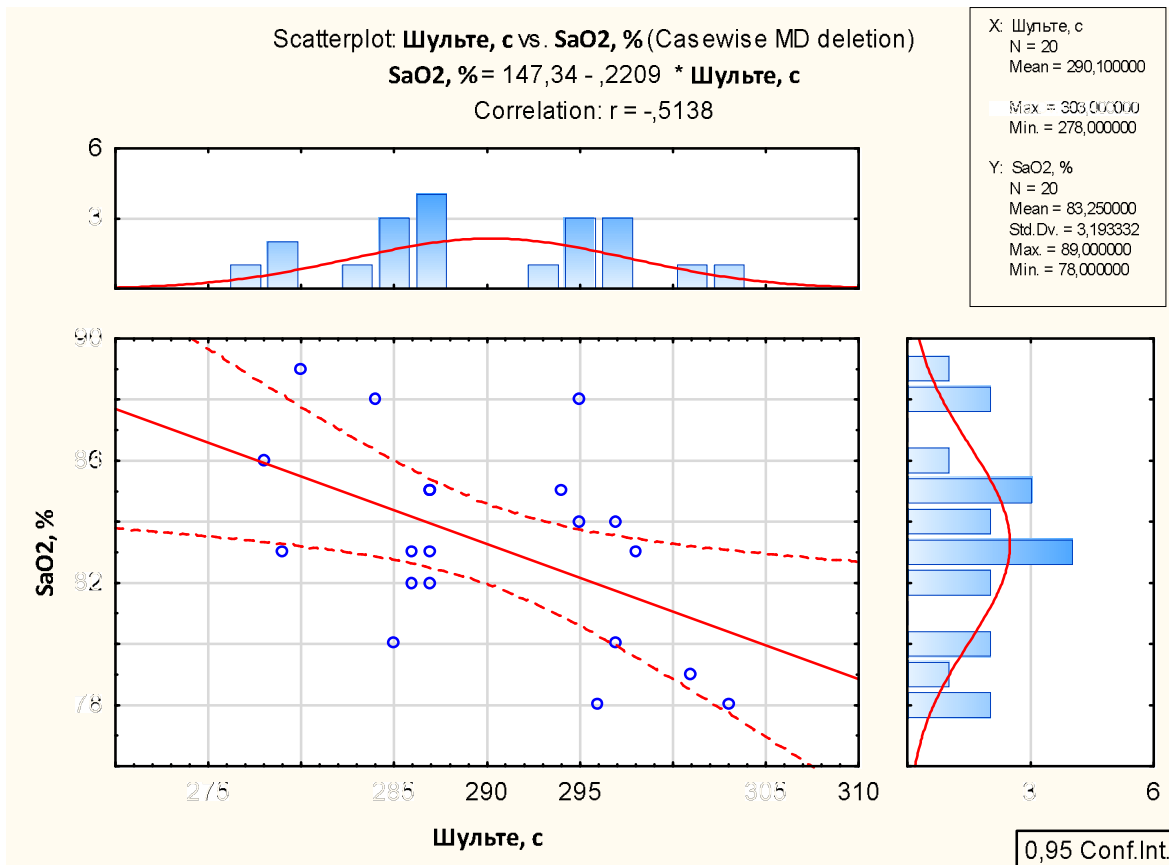 Scatterplot: Шульте, с vs. SaO2, % (Casewise MD deletion)
SaO2, % = 147,34 - ,2209 * Шульте, с
Correlation: r = -,5138
X: Шульте, с
N = 20
Mean = 290,100000
Max. = 303,000000
Min. = 278,000000
Y: SaO2, %
N = 20
Mean = 83,250000
Std.Dv. = 3,193332
Max. = 89,000000
Min. = 78,000000
6
3
90
86
82
78
SaO2, %
275
285
290
295
305
310
Шульте, с
3
6
0,95 Conf.Int.